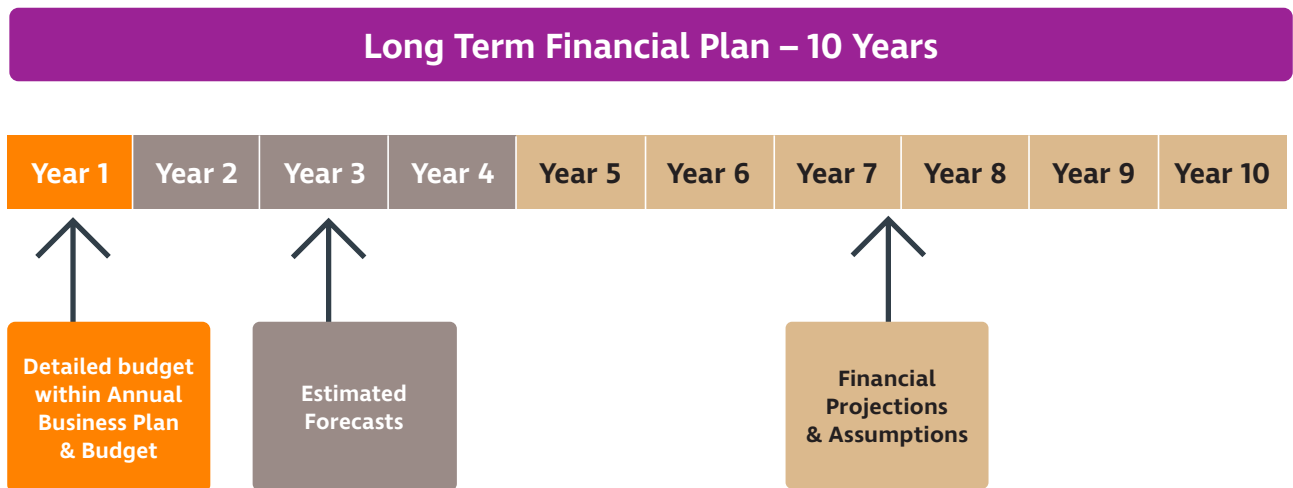 Long Term Financial Plan – 10 Years
Year 1 Year 2 Year 3 Year 4 Year 5 Year 6 Year 7 Year 8 Year 9 Year 10
Detailed budget
within Annual
Business Plan
& Budget
Estimated
Forecasts
Financial
Projections
& Assumptions